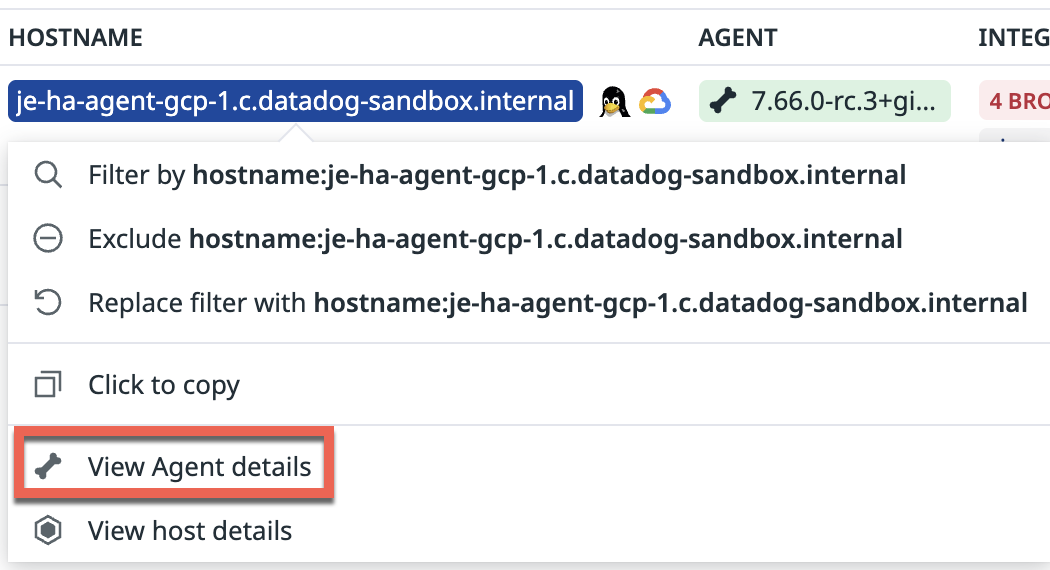 HOSTNAME AGENT INTEG
je-ha-agent-gcp-1.c.datadog-sandbox.internal 7.66.0-rc.3+gi... 4 BRO
Filter by hostname:je-ha-agent-gcp-1.c.datadog-sandbox.internal
Exclude hostname:je-ha-agent-gcp-1.c.datadog-sandbox.internal
Replace filter with hostname:je-ha-agent-gcp-1.c.datadog-sandbox.internal
Click to copy
View Agent details
View host details